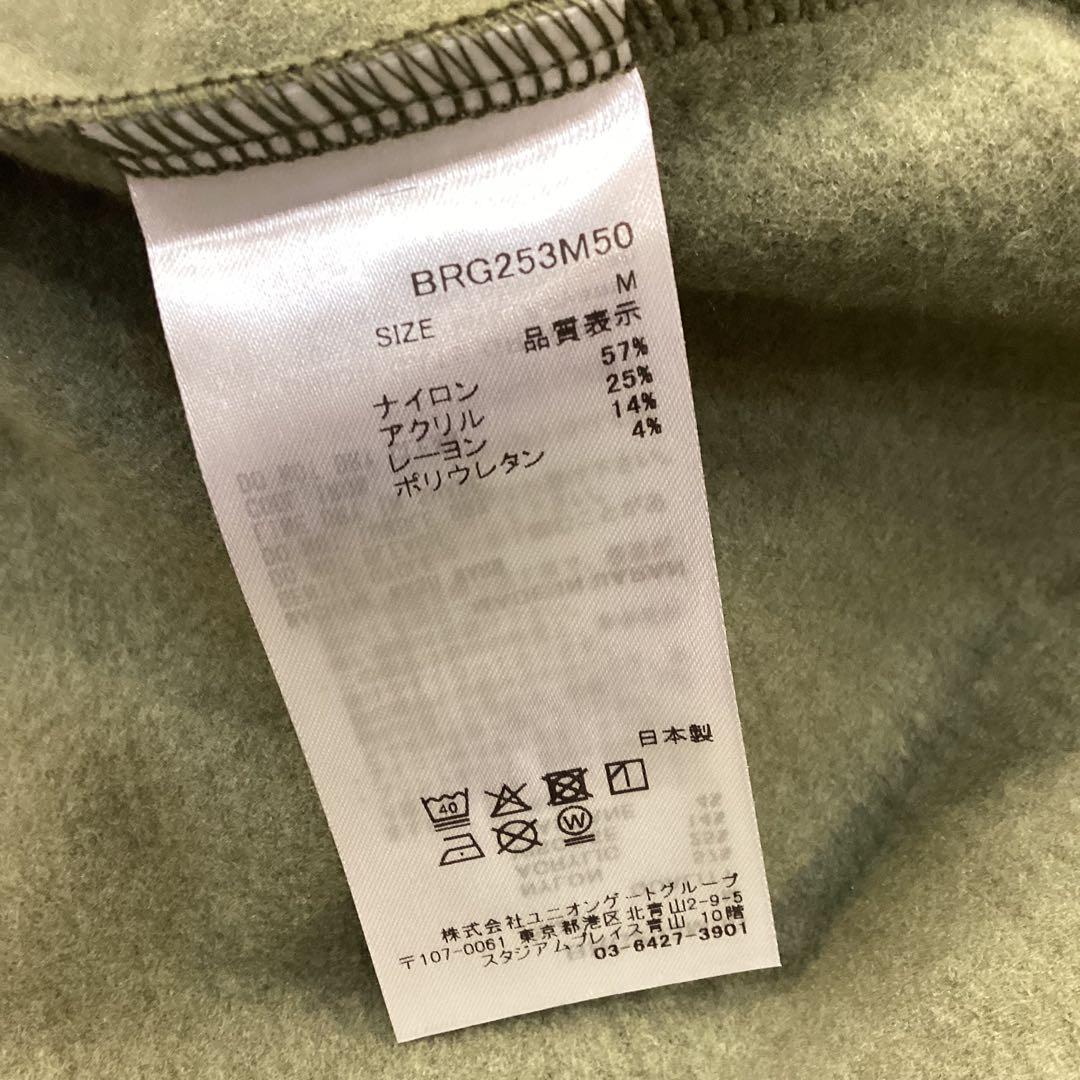 BRG253M50
SIZE M
品質表示
ナイロン 57%
アクリル 25%
レーヨン 14%
ポリウレタン 4%
日本製
40
W
株式会社ユニオンゲートグループ
〒107-0061 東京都港区北青山2-9-5
スタジアムプレイス青山 10階
03-6427-3901